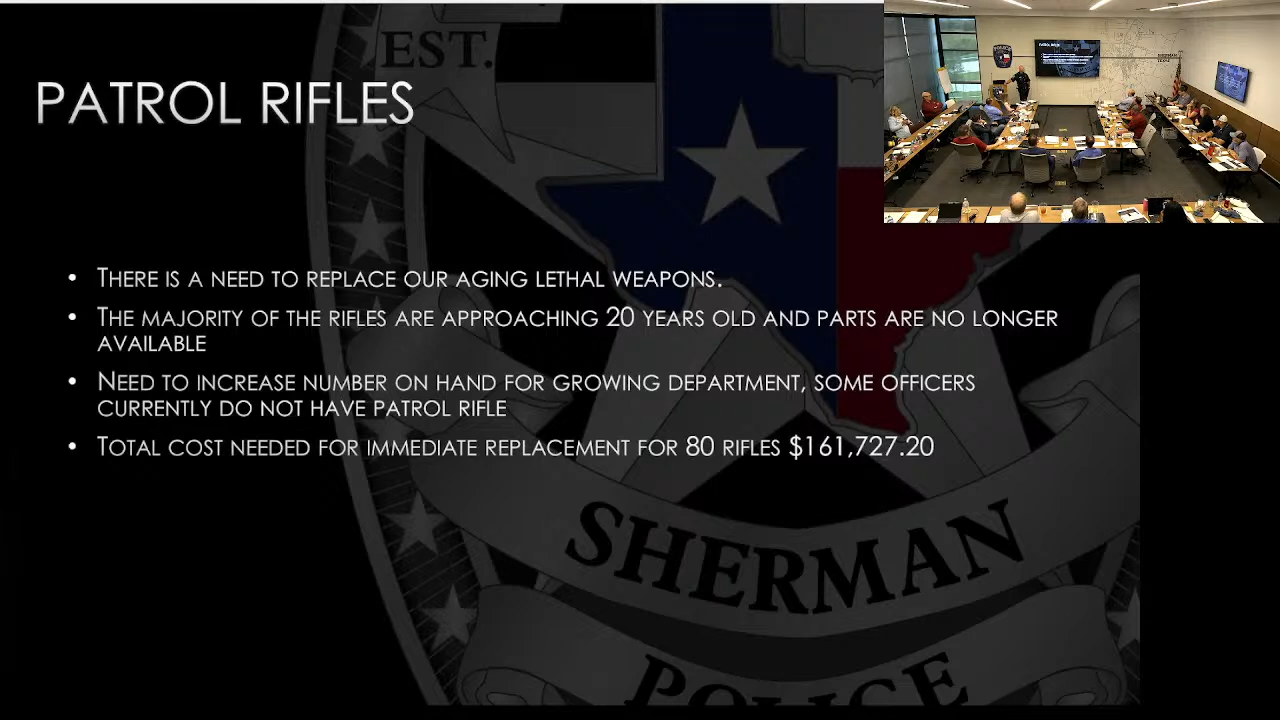 EST.
PATROL RIFLES
• THERE IS A NEED TO REPLACE OUR AGING LETHAL WEAPONS.
• THE MAJORITY OF THE RIFLES ARE APPROACHING 20 YEARS OLD AND PARTS ARE NO LONGER
AVAILABLE
• NEED TO INCREASE NUMBER ON HAND FOR GROWING DEPARTMENT, SOME OFFICERS
CURRENTLY DO NOT HAVE PATROL RIFLE
• TOTAL COST NEEDED FOR IMMEDIATE REPLACEMENT FOR 80 RIFLES $161,727.20
SHERMAN
POLICE